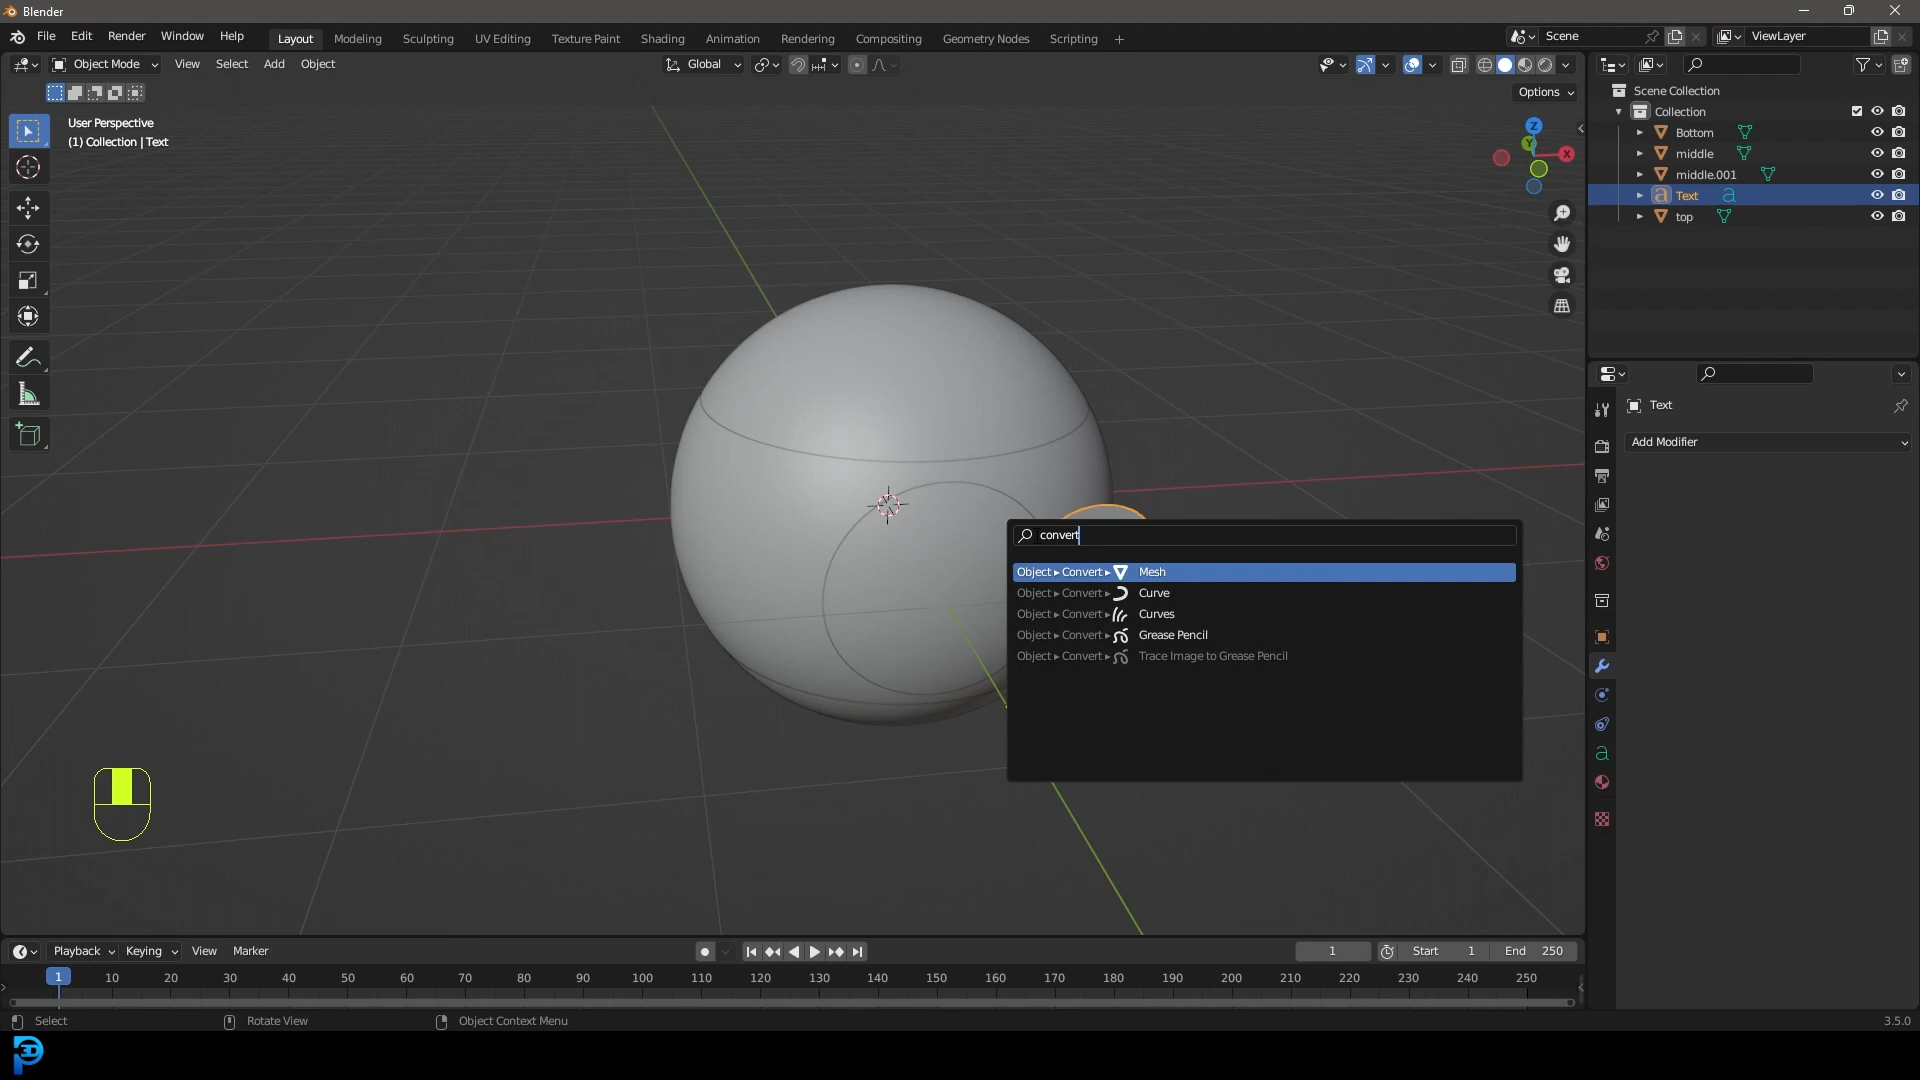 Blender
File Edit Render Window Help Layout Modeling Sculpting UV Editing Texture Paint Shading Animation Rendering Compositing Geometry Nodes Scripting + Scene ViewLayer
Object Mode View Select Add Object Global
Options
User Perspective
(1) Collection | Text
Z
Y
X
Scene Collection
Collection
Bottom
middle
middle.001
Text
top
Text
Add Modifier
convert
Object ▸ Convert ▸ Mesh
Object ▸ Convert ▸ Curve
Object ▸ Convert ▸ Curves
Object ▸ Convert ▸ Grease Pencil
Object ▸ Convert ▸ Trace Image to Grease Pencil
Playback Keying View Marker 1 Start 1 End 250
1 10 20 30 40 50 60 70 80 90 100 110 120 130 140 150 160 170 180 190 200 210 220 230 240 250
Select Rotate View Object Context Menu 3.5.0
3D